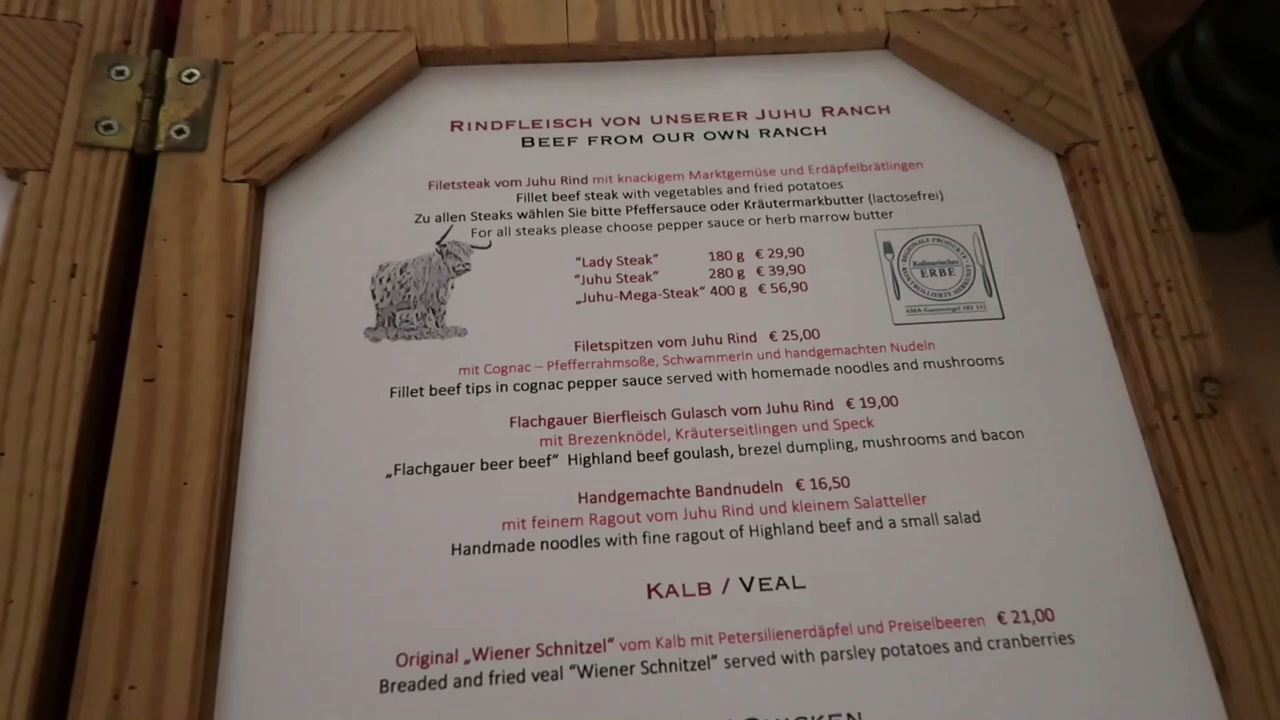 RINDFLEISCH VON UNSERER JUHU RANCH
BEEF FROM OUR OWN RANCH
Filetsteak vom Juhu Rind mit knackigem Marktgemüse und Erdäpfelbrätlingen
Fillet beef steak with vegetables and fried potatoes
Zu allen Steaks wählen Sie bitte Pfeffersauce oder Kräutermarkbutter (lactosefrei)
For all steaks please choose pepper sauce or herb marrow butter
"Lady Steak" 180 g € 29,90
"Juhu Steak" 280 g € 39,90
„Juhu-Mega-Steak" 400 g € 56,90
REGIONALE PRODUKTE
Kulinarisches
ERBE
KONTROLLIERTE HERKUNFT
Filetspitzen vom Juhu Rind € 25,00
mit Cognac – Pfefferrahmsoße, Schwammerln und handgemachten Nudeln
Fillet beef tips in cognac pepper sauce served with homemade noodles and mushrooms
Flachgauer Bierfleisch Gulasch vom Juhu Rind € 19,00
mit Brezenknödel, Kräuterseitlingen und Speck
„Flachgauer beer beef" Highland beef goulash, brezel dumpling, mushrooms and bacon
Handgemachte Bandnudeln € 16,50
mit feinem Ragout vom Juhu Rind und kleinem Salatteller
Handmade noodles with fine ragout of Highland beef and a small salad
KALB / VEAL
Original „Wiener Schnitzel" vom Kalb mit Petersilienerdäpfel und Preiselbeeren € 21,00
Breaded and fried veal "Wiener Schnitzel" served with parsley potatoes and cranberries
CHICKEN